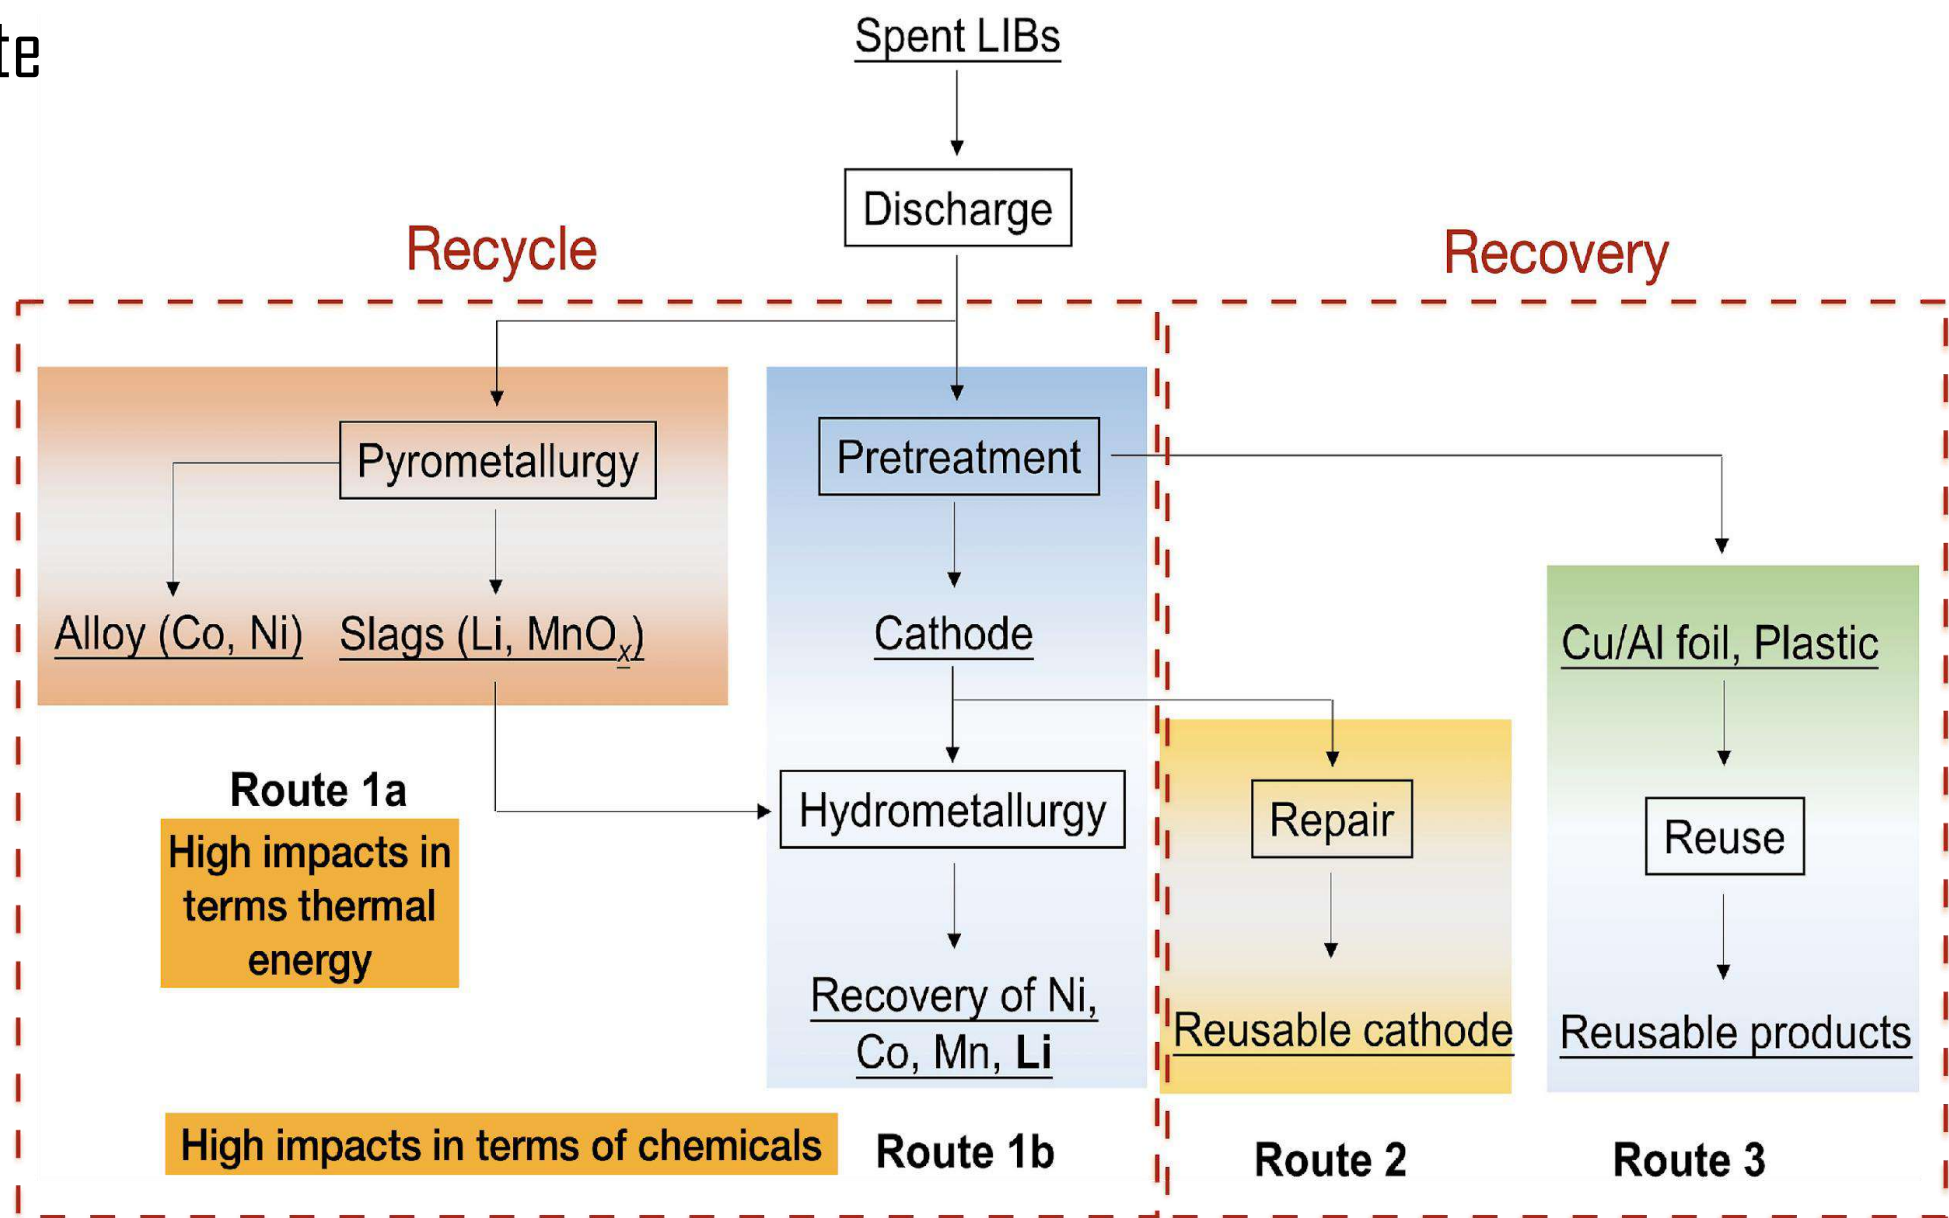 te
Spent LIBs
Discharge
Recycle
Recovery
Pyrometallurgy
Pretreatment
Alloy (Co, Ni)
Slags (Li, MnOx)
Cathode
Cu/Al foil, Plastic
Route 1a
High impacts in
terms thermal
energy
Hydrometallurgy
Repair
Reuse
Recovery of Ni,
Co, Mn, Li
Reusable cathode
Reusable products
High impacts in terms of chemicals
Route 1b
Route 2
Route 3